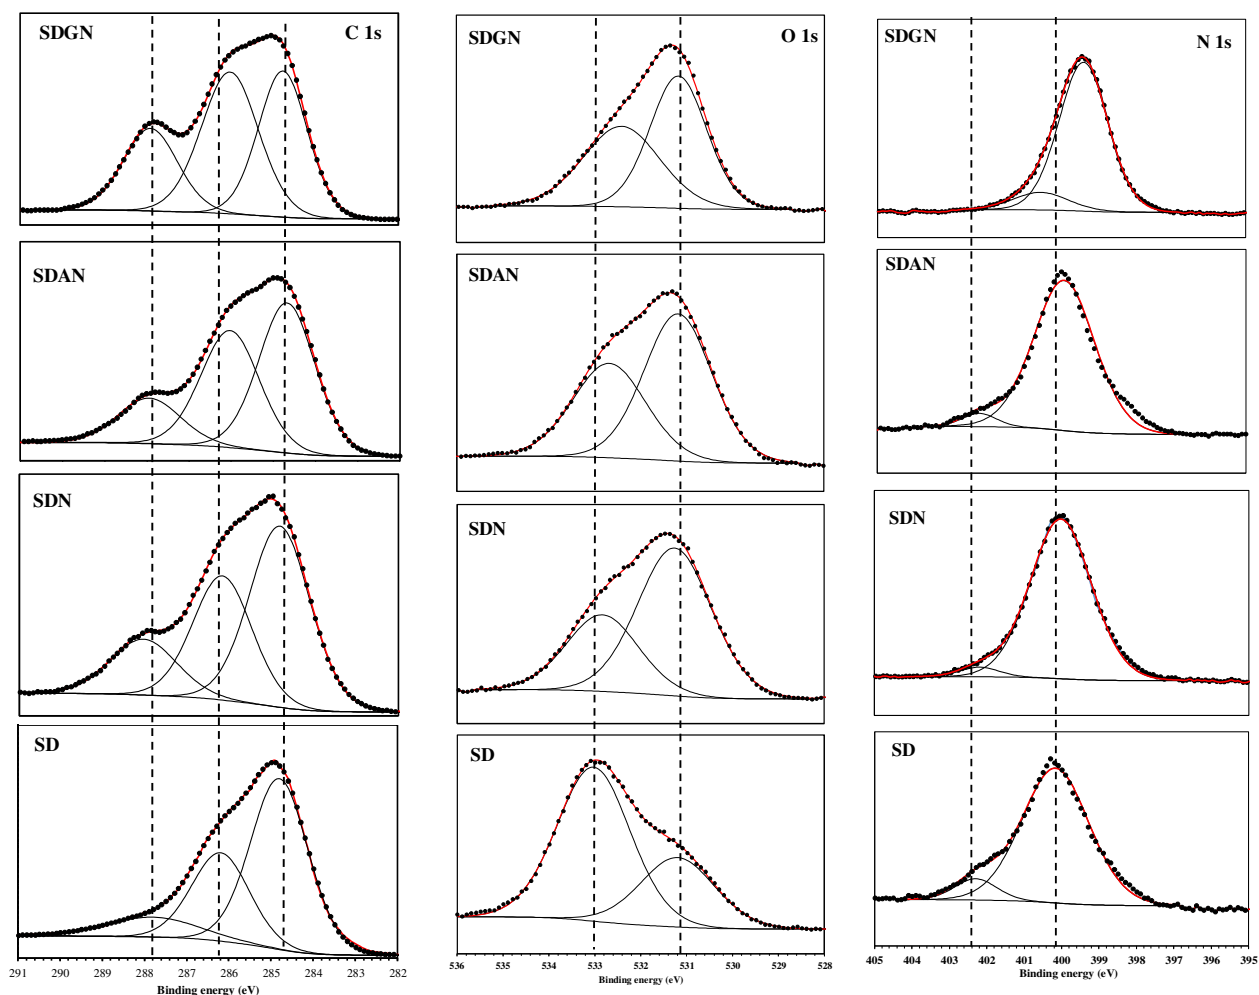 SDGN
C 1s
SDGN
O 1s
SDGN
N 1s
SDAN
SDAN
SDAN
SDN
SDN
SDN
SD
SD
SD
291 290 289 288 287 286 285 284 283 282
Binding energy (eV)
536 535 534 533 532 531 530 529 528
Binding energy (eV)
405 404 403 402 401 400 399 398 397 396 395
Binding energy (eV)